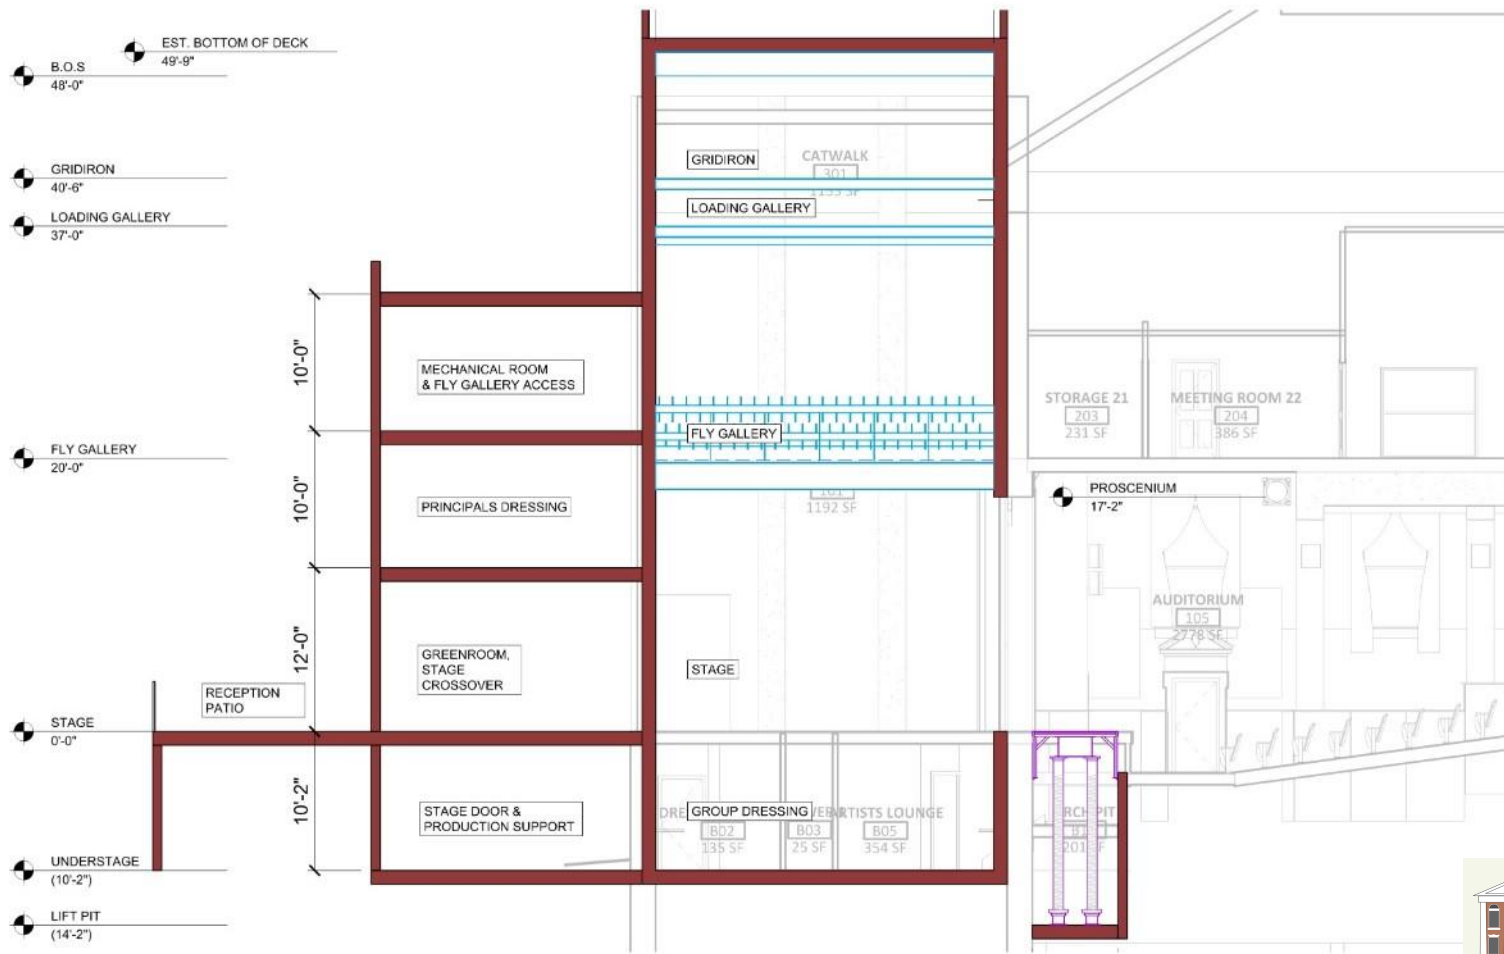 EST. BOTTOM OF DECK
49'-9"
B.O.S
48'-0"
GRIDIRON
40'-6"
LOADING GALLERY
37'-0"
FLY GALLERY
20'-0"
STAGE
0'-0"
UNDERSTAGE
(10'-2")
LIFT PIT
(14'-2")
10'-0"
10'-0"
12'-0"
10'-2"
RECEPTION
PATIO
MECHANICAL ROOM
& FLY GALLERY ACCESS
PRINCIPALS DRESSING
GREENROOM,
STAGE
CROSSOVER
STAGE DOOR &
PRODUCTION SUPPORT
GRIDIRON
CATWALK
301
LOADING GALLERY
FLY GALLERY
1192 SF
STAGE
GROUP DRESSING
ARTISTS LOUNGE
B02
135 SF
B03
25 SF
B05
354 SF
STORAGE 21
203
231 SF
MEETING ROOM 22
204
386 SF
PROSCENIUM
17'-2"
AUDITORIUM
105
2778 SF
PIT